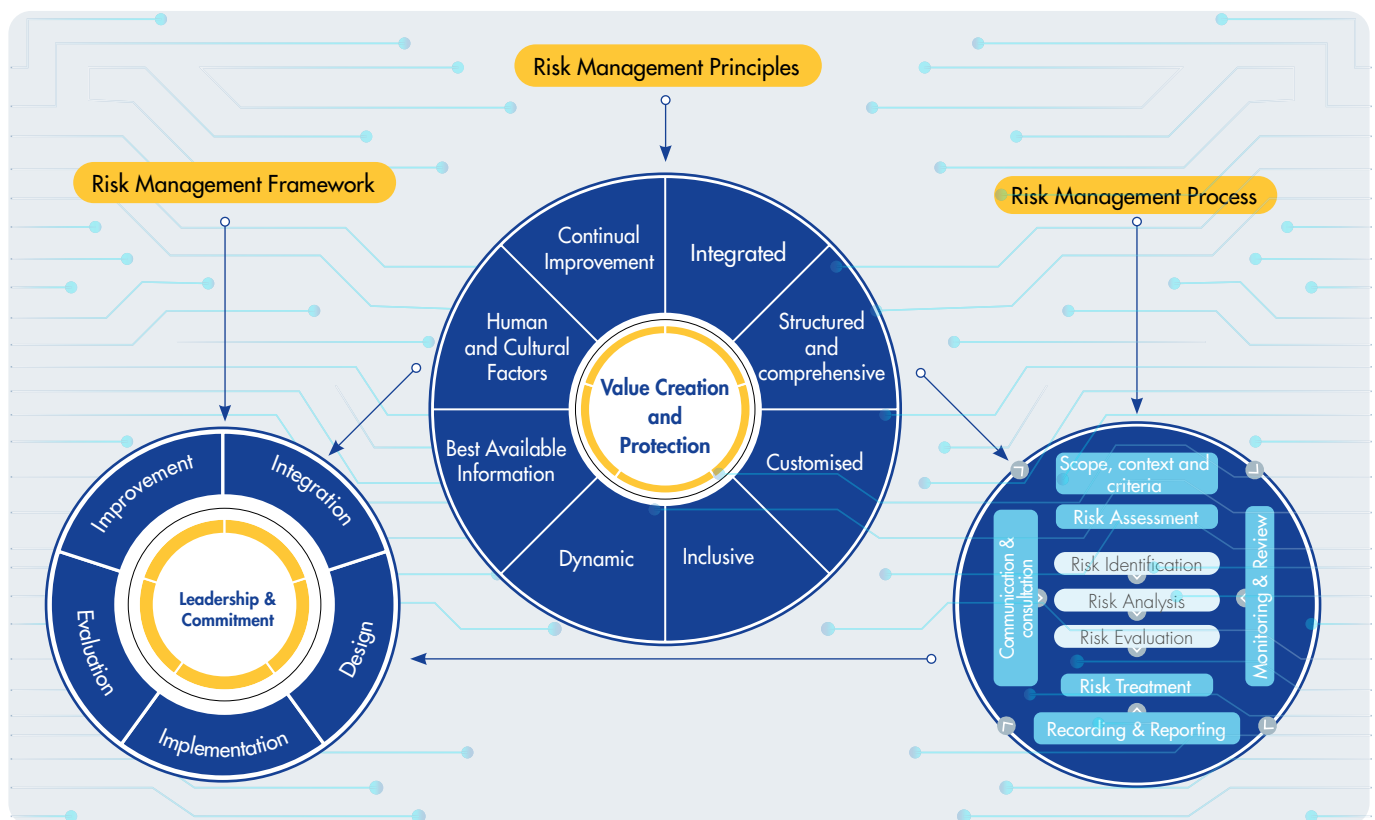 Risk Management Principles
Risk Management Framework
Risk Management Process
Continual
Improvement
Integrated
Human
and Cultural
Factors
Structured
and
comprehensive
Value Creation
and
Protection
Best Available
Information
Customised
Dynamic
Inclusive
Improvement
Integration
Leadership &
Commitment
Evaluation
Design
Implementation
Scope, context and
criteria
Risk Assessment
Communication &
consultation
Risk Identification
Risk Analysis
Risk Evaluation
Monitoring & Review
Risk Treatment
Recording & Reporting